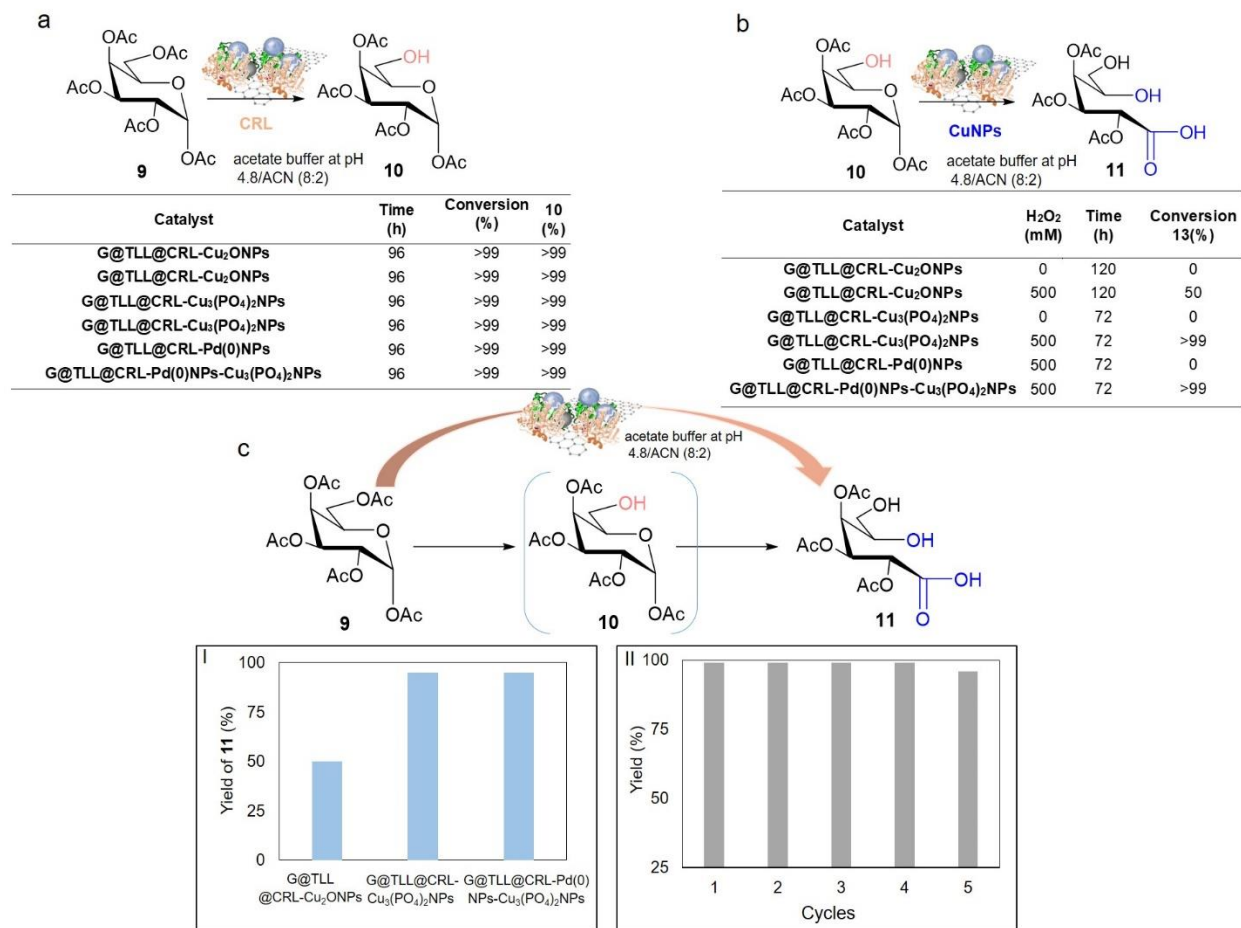 a
OAc
OAc
O
AcO
AcO
OAc
9
CRL
acetate buffer at pH
4.8/ACN (8:2)
OAc
OH
O
AcO
AcO
OAc
10
Catalyst Time (h) Conversion (%) 10 (%)
G@TLL@CRL-Cu₂ONPs 96 >99 >99
G@TLL@CRL-Cu₂ONPs 96 >99 >99
G@TLL@CRL-Cu₃(PO₄)₂NPs 96 >99 >99
G@TLL@CRL-Cu₃(PO₄)₂NPs 96 >99 >99
G@TLL@CRL-Pd(0)NPs 96 >99 >99
G@TLL@CRL-Pd(0)NPs-Cu₃(PO₄)₂NPs 96 >99 >99
b
OAc
OH
O
AcO
AcO
OAc
10
CuNPs
acetate buffer at pH
4.8/ACN (8:2)
OAc
OH
OH
AcO
AcO
OH
O
11
Catalyst H₂O₂ (mM) Time (h) Conversion 13(%)
G@TLL@CRL-Cu₂ONPs 0 120 0
G@TLL@CRL-Cu₂ONPs 500 120 50
G@TLL@CRL-Cu₃(PO₄)₂NPs 0 72 0
G@TLL@CRL-Cu₃(PO₄)₂NPs 500 72 >99
G@TLL@CRL-Pd(0)NPs 500 72 0
G@TLL@CRL-Pd(0)NPs-Cu₃(PO₄)₂NPs 500 72 >99
c
acetate buffer at pH
4.8/ACN (8:2)
OAc
OAc
O
AcO
AcO
OAc
9
OAc
OH
O
AcO
AcO
OAc
10
OAc
OH
OH
AcO
AcO
OH
O
11
I
Yield of 11 (%)
100
75
50
25
0
G@TLL
@CRL-Cu₂ONPs
G@TLL@CRL-
Cu₃(PO₄)₂NPs
G@TLL@CRL-Pd(0)
NPs-Cu₃(PO₄)₂NPs
II
Yield (%)
100
75
50
25
1 2 3 4 5
Cycles